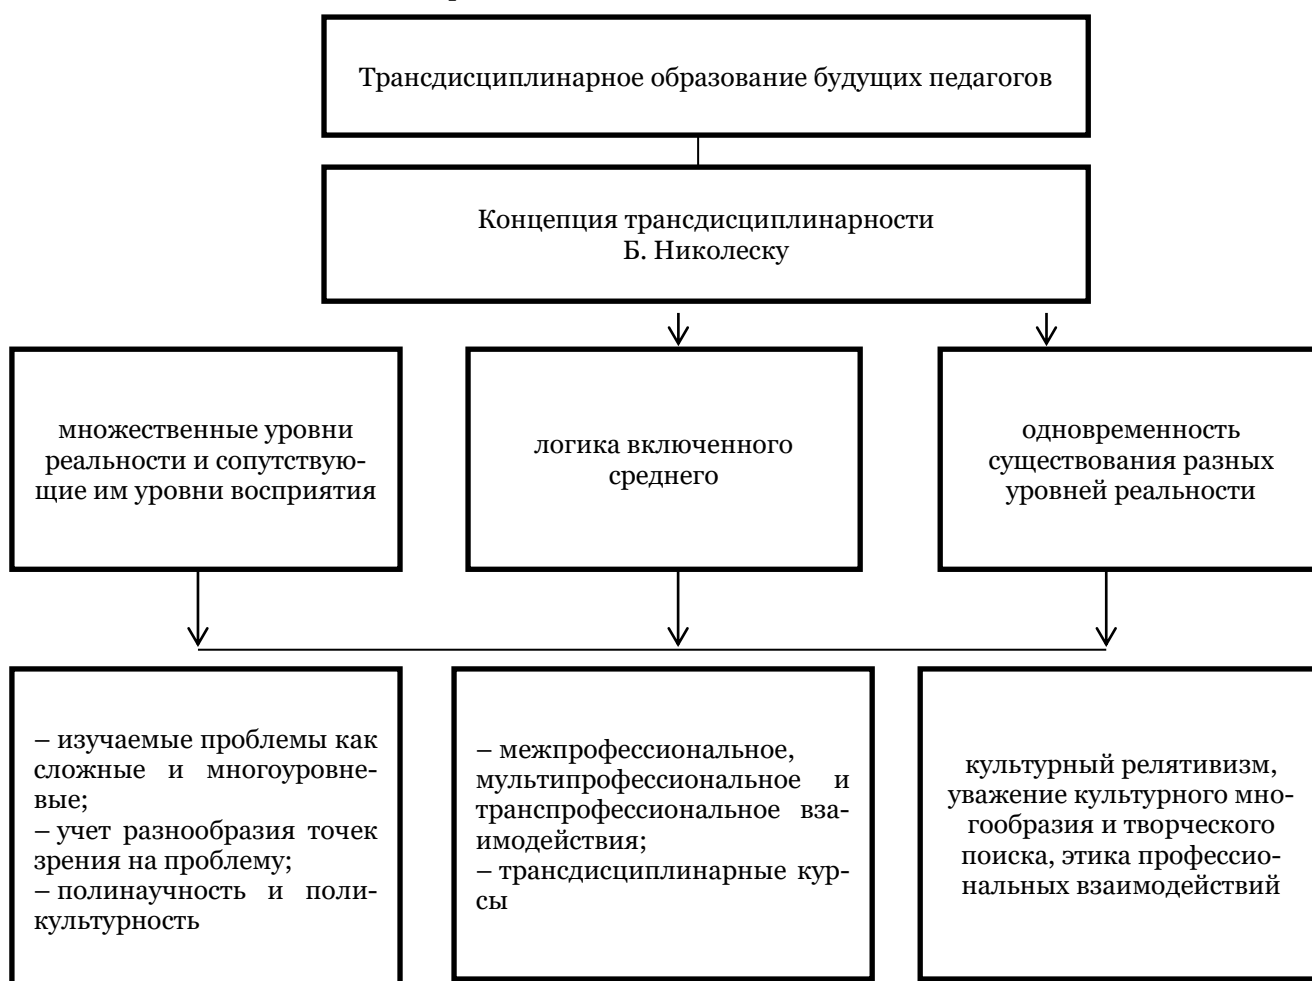 Трансдисциплинарное образование будущих педагогов
Концепция трансдисциплинарности
Б. Николеску
множественные уровни
реальности и сопутствую-
щие им уровни восприятия
логика включенного
среднего
одновременность
существования разных
уровней реальности
– изучаемые проблемы как
сложные и многоуровне-
вые;
– учет разнообразия точек
зрения на проблему;
– полинаучность и поли-
культурность
– межпрофессиональное,
мультипрофессиональное и
транспрофессиональное вза-
имодействия;
– трансдисциплинарные кур-
сы
культурный релятивизм,
уважение культурного мно-
гообразия и творческого
поиска, этика профессио-
нальных взаимодействий